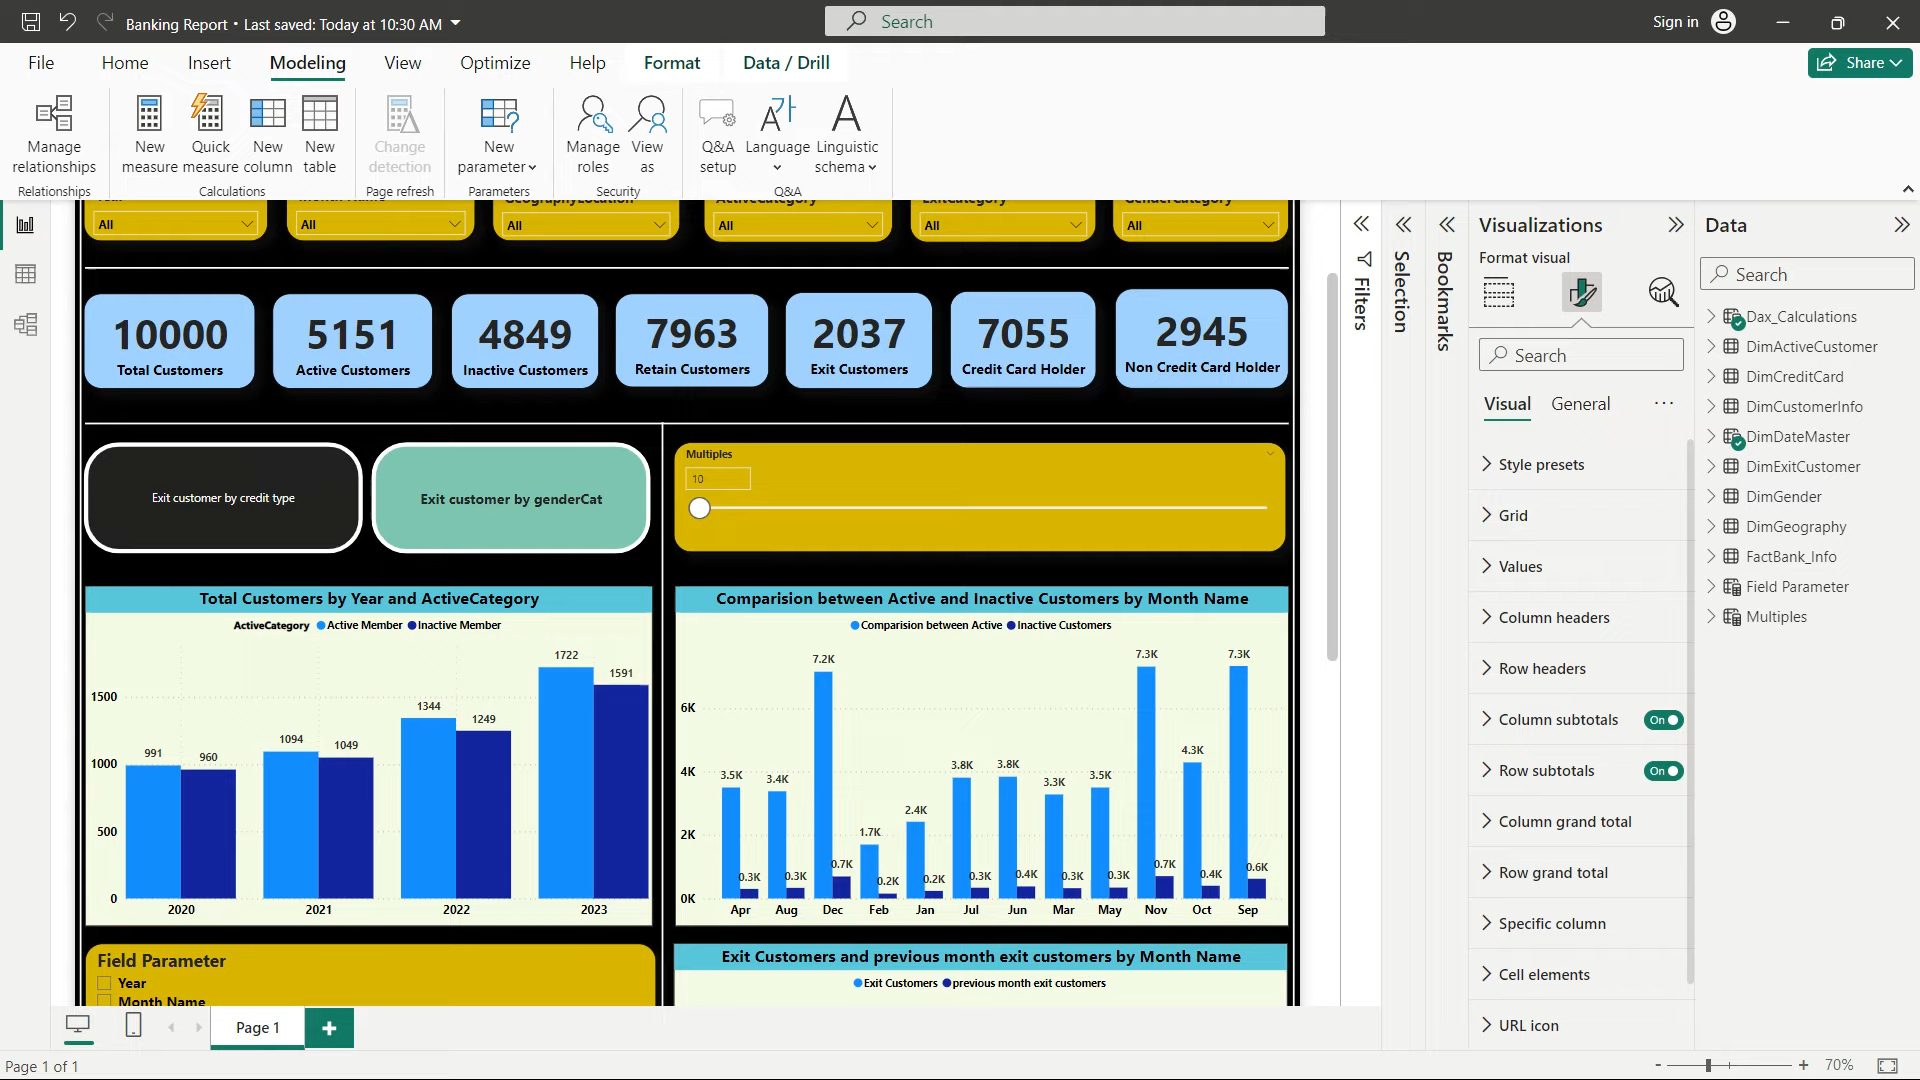 Banking Report • Last saved: Today at 10:30 AM
Search
Sign in
File
Home
Insert
Modeling
View
Optimize
Help
Format
Data / Drill
Share
Manage relationships
New measure
Quick measure
New column
New table
Change detection
New parameter
Manage roles
View as
Q&A setup
Language
Linguistic schema
Relationships
Calculations
Page refresh
Parameters
Security
Q&A
All
All
All
All
All
All
10000
Total Customers
5151
Active Customers
4849
Inactive Customers
7963
Retain Customers
2037
Exit Customers
7055
Credit Card Holder
2945
Non Credit Card Holder
Exit customer by credit type
Exit customer by genderCat
Multiples
10
Total Customers by Year and ActiveCategory
ActiveCategory Active Member Inactive Member
1500
1000
500
0
991
960
1094
1049
1344
1249
1722
1591
2020
2021
2022
2023
Comparision between Active and Inactive Customers by Month Name
Comparision between Active Inactive Customers
6K
4K
2K
0K
3.5K
0.3K
3.4K
0.3K
7.2K
0.7K
1.7K
0.2K
2.4K
0.2K
3.8K
0.3K
3.8K
0.4K
3.3K
0.3K
3.5K
0.3K
7.3K
0.7K
4.3K
0.4K
7.3K
0.6K
Apr
Aug
Dec
Feb
Jan
Jul
Jun
Mar
May
Nov
Oct
Sep
Field Parameter
Year
Month Name
Exit Customers and previous month exit customers by Month Name
Exit Customers previous month exit customers
Filters
Selection
Bookmarks
Visualizations
Format visual
Search
Visual
General
Style presets
Grid
Values
Column headers
Row headers
Column subtotals On
Row subtotals On
Column grand total
Row grand total
Specific column
Cell elements
URL icon
Data
Search
Dax_Calculations
DimActiveCustomer
DimCreditCard
DimCustomerInfo
DimDateMaster
DimExitCustomer
DimGender
DimGeography
FactBank_Info
Field Parameter
Multiples
Page 1
Page 1 of 1
- + 70%